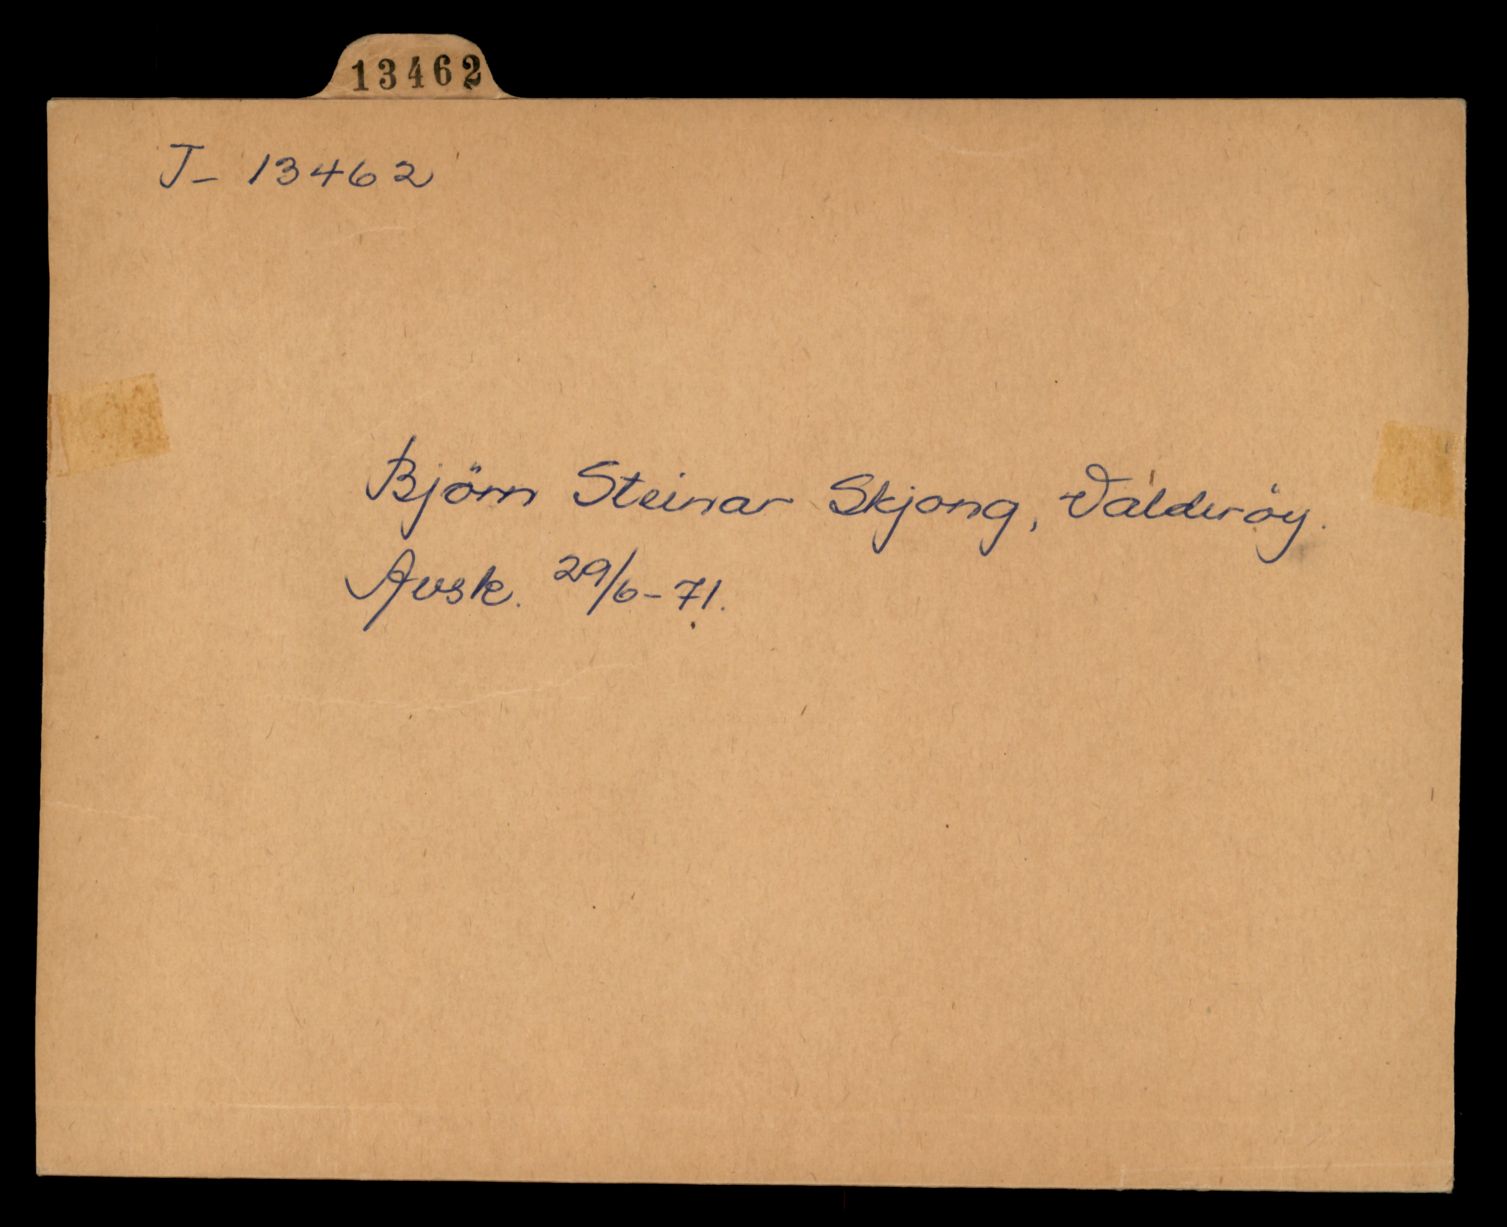 13462
J- 13462
Björn Steinar Skjong, Valderöy.
Avsk. 29/6-71.